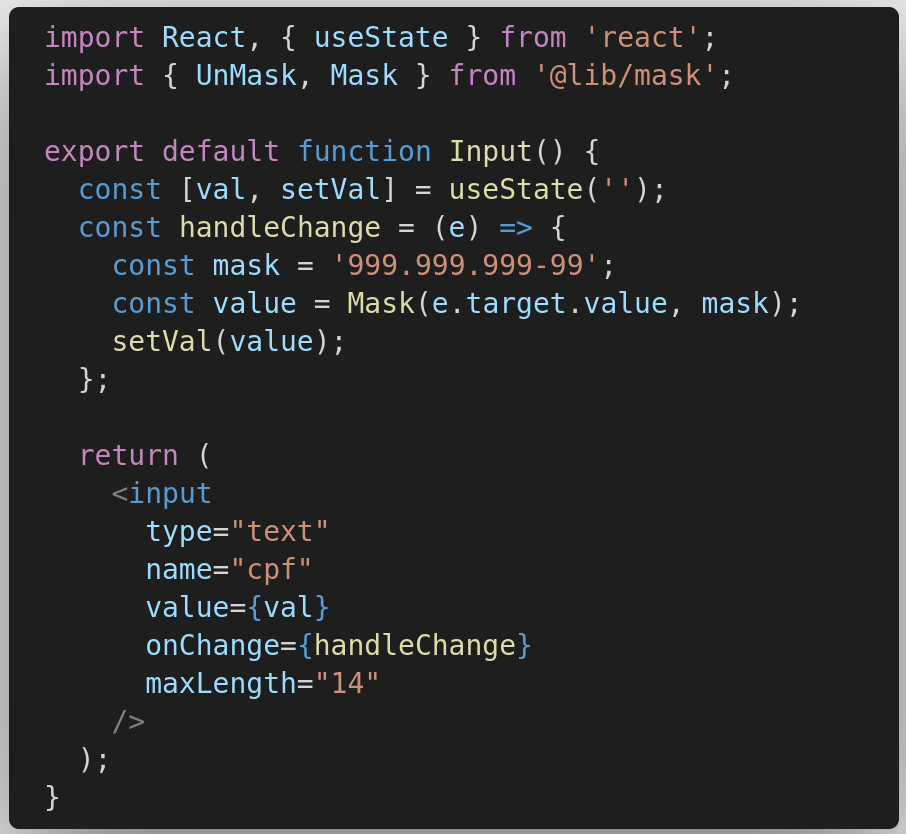 import React, { useState } from 'react';
import { UnMask, Mask } from '@lib/mask';

export default function Input() {
  const [val, setVal] = useState('');
  const handleChange = (e) => {
    const mask = '999.999.999-99';
    const value = Mask(e.target.value, mask);
    setVal(value);
  };

  return (
    <input
      type="text"
      name="cpf"
      value={val}
      onChange={handleChange}
      maxLength="14"
    />
  );
}